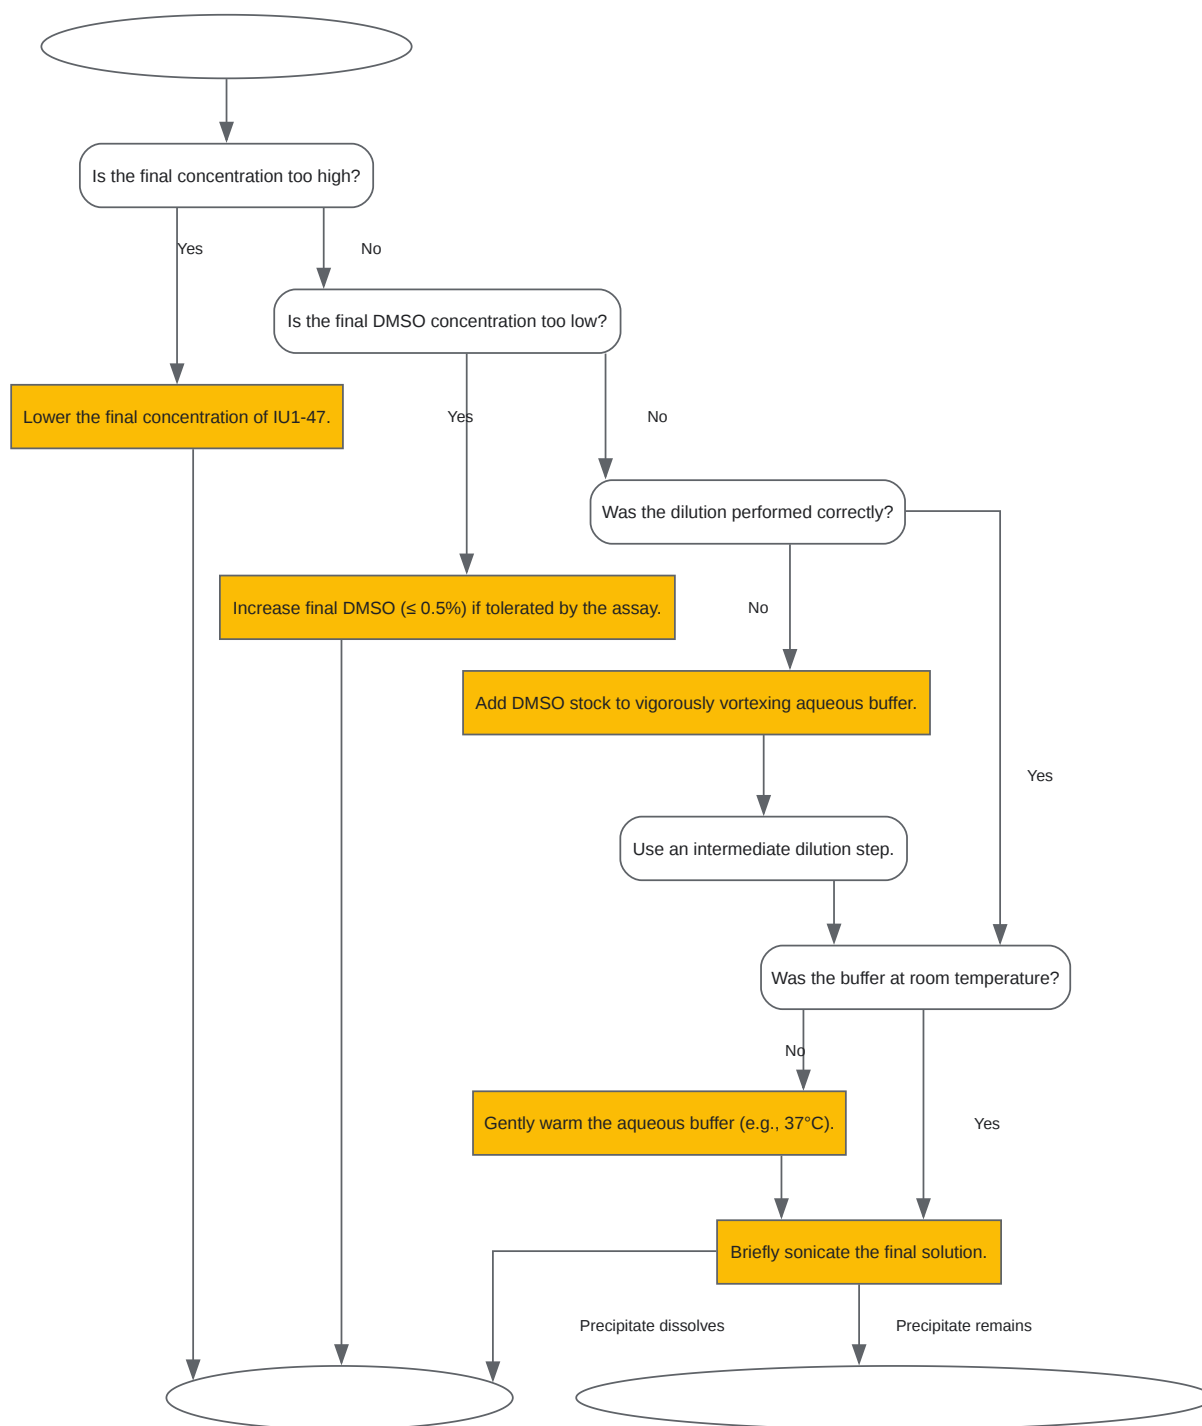 Is the final concentration too high?
Yes
No
Is the final DMSO concentration too low?
Lower the final concentration of IU1-47.
Yes
No
Was the dilution performed correctly?
Increase final DMSO (≤ 0.5%) if tolerated by the assay.
No
Add DMSO stock to vigorously vortexing aqueous buffer.
Yes
Use an intermediate dilution step.
Was the buffer at room temperature?
No
Gently warm the aqueous buffer (e.g., 37°C).
Yes
Briefly sonicate the final solution.
Precipitate dissolves
Precipitate remains